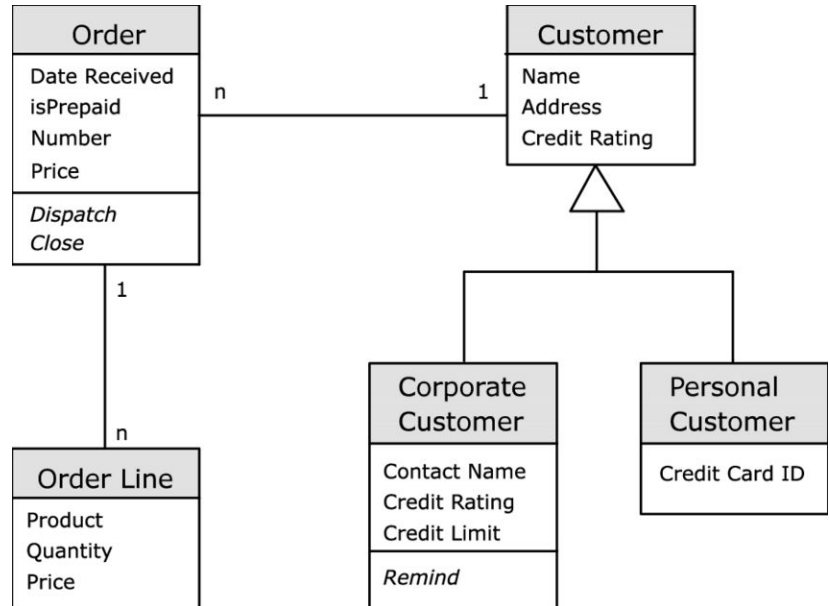 Order
Date Received
isPrepaid
Number
Price
Dispatch
Close
n
1
Customer
Name
Address
Credit Rating
1
n
Order Line
Product
Quantity
Price
Corporate
Customer
Contact Name
Credit Rating
Credit Limit
Remind
Personal
Customer
Credit Card ID